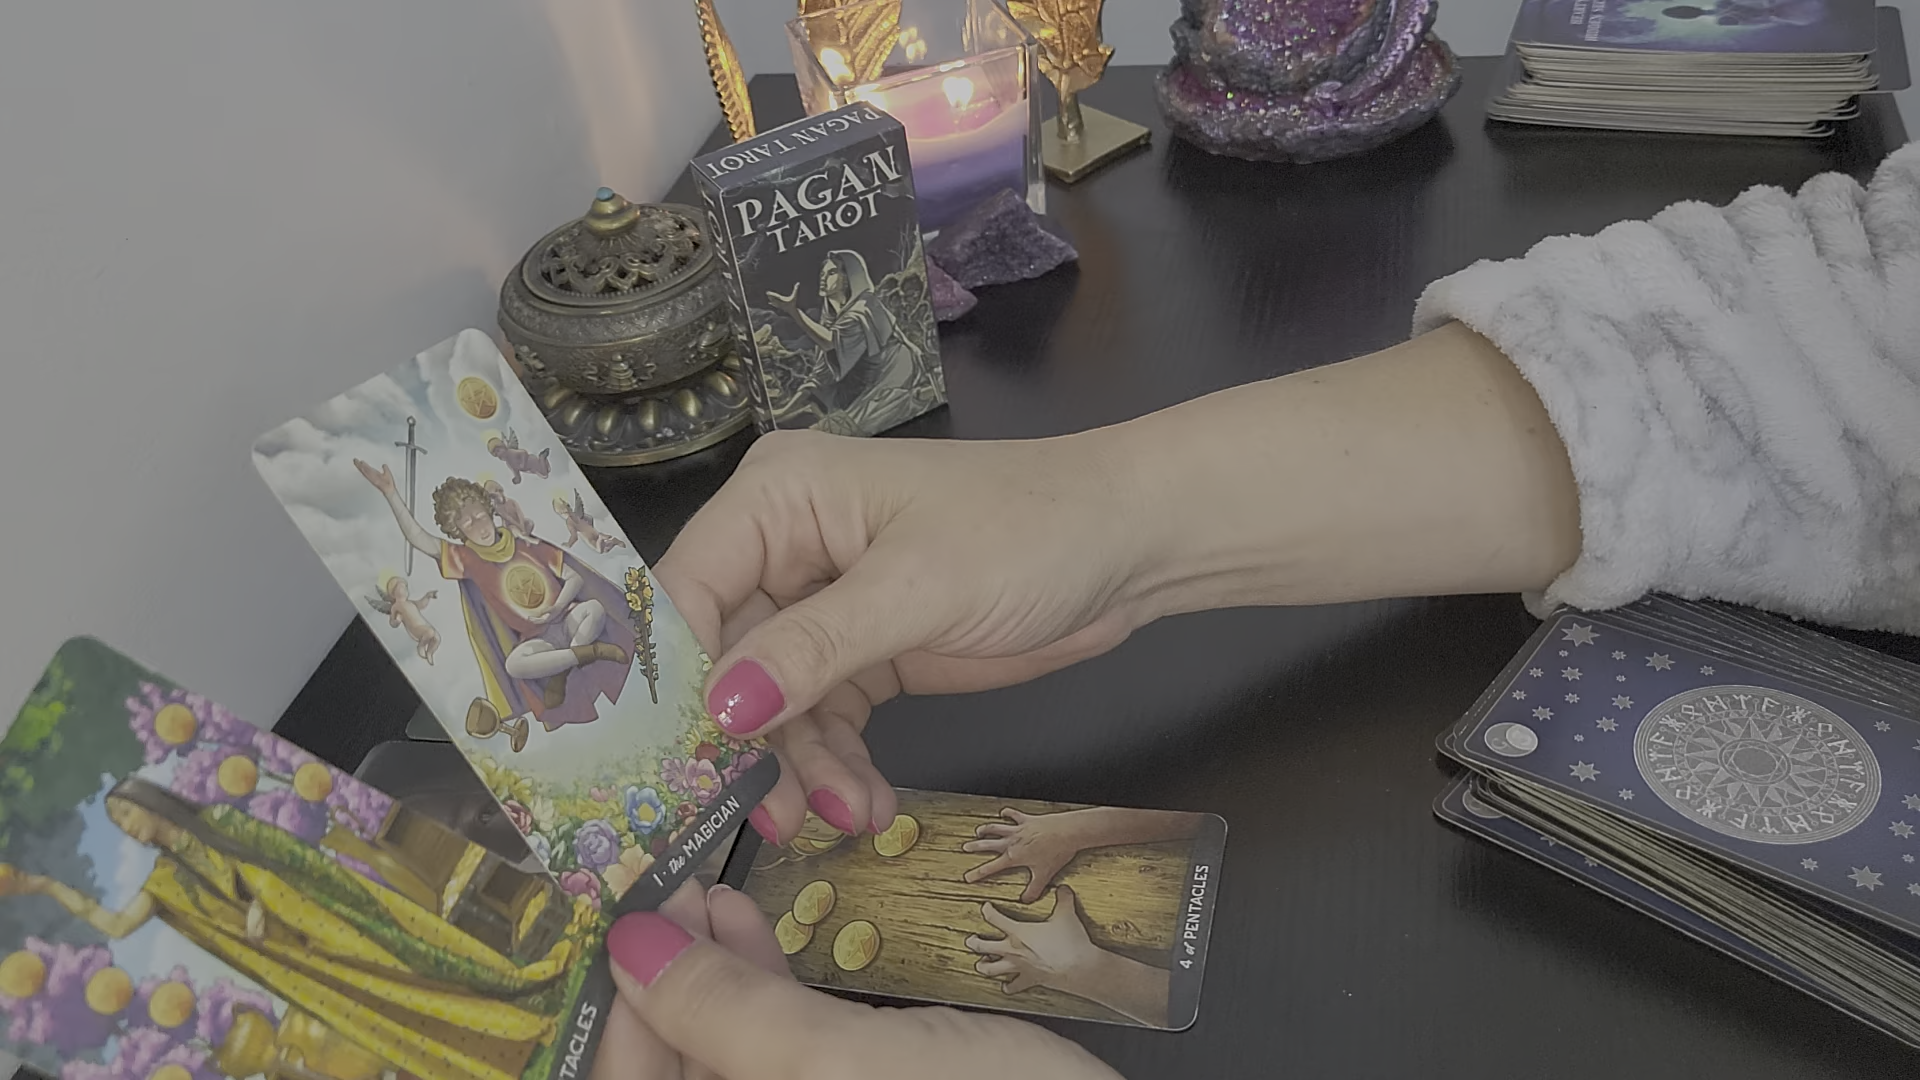 PAGAN TAROT
PAGAN
TAROT
I · the MAGICIAN
4 of PENTACLES
TACLES